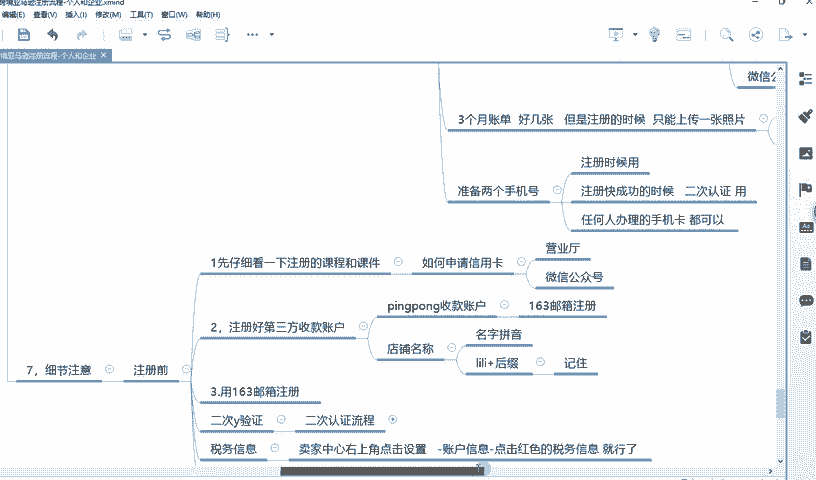 跨境亚马逊注册流程-个人和企业.xmind
编辑(E) 查看(V) 插入(I) 修改(M) 工具(T) 窗口(W) 帮助(H)
境亚马逊注册流程-个人和企业
微信公
3个月账单 好几张 但是注册的时候 只能上传一张照片
注册时候用
准备两个手机号
注册快成功的时候 二次认证 用
任何人办理的手机卡 都可以
营业厅
1先仔细看一下注册的课程和课件
如何申请信用卡
微信公众号
pingpong收款账户
163邮箱注册
2，注册好第三方收款账户
名字拼音
店铺名称
lili+后缀
记住
7，细节注意
注册前
3.用163邮箱注册
二次y验证
二次认证流程
税务信息
卖家中心右上角点击设置 -账户信息-点击红色的税务信息 就行了